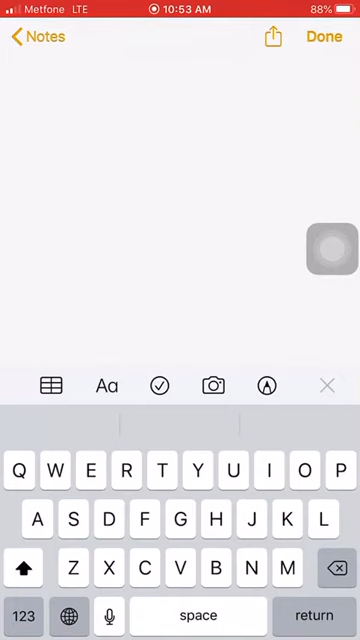 Metfone LTE 10:53 AM 88%
Notes Done
Aa
Q W E R T Y U I O P
A S D F G H J K L
Z X C V B N M
123 space return